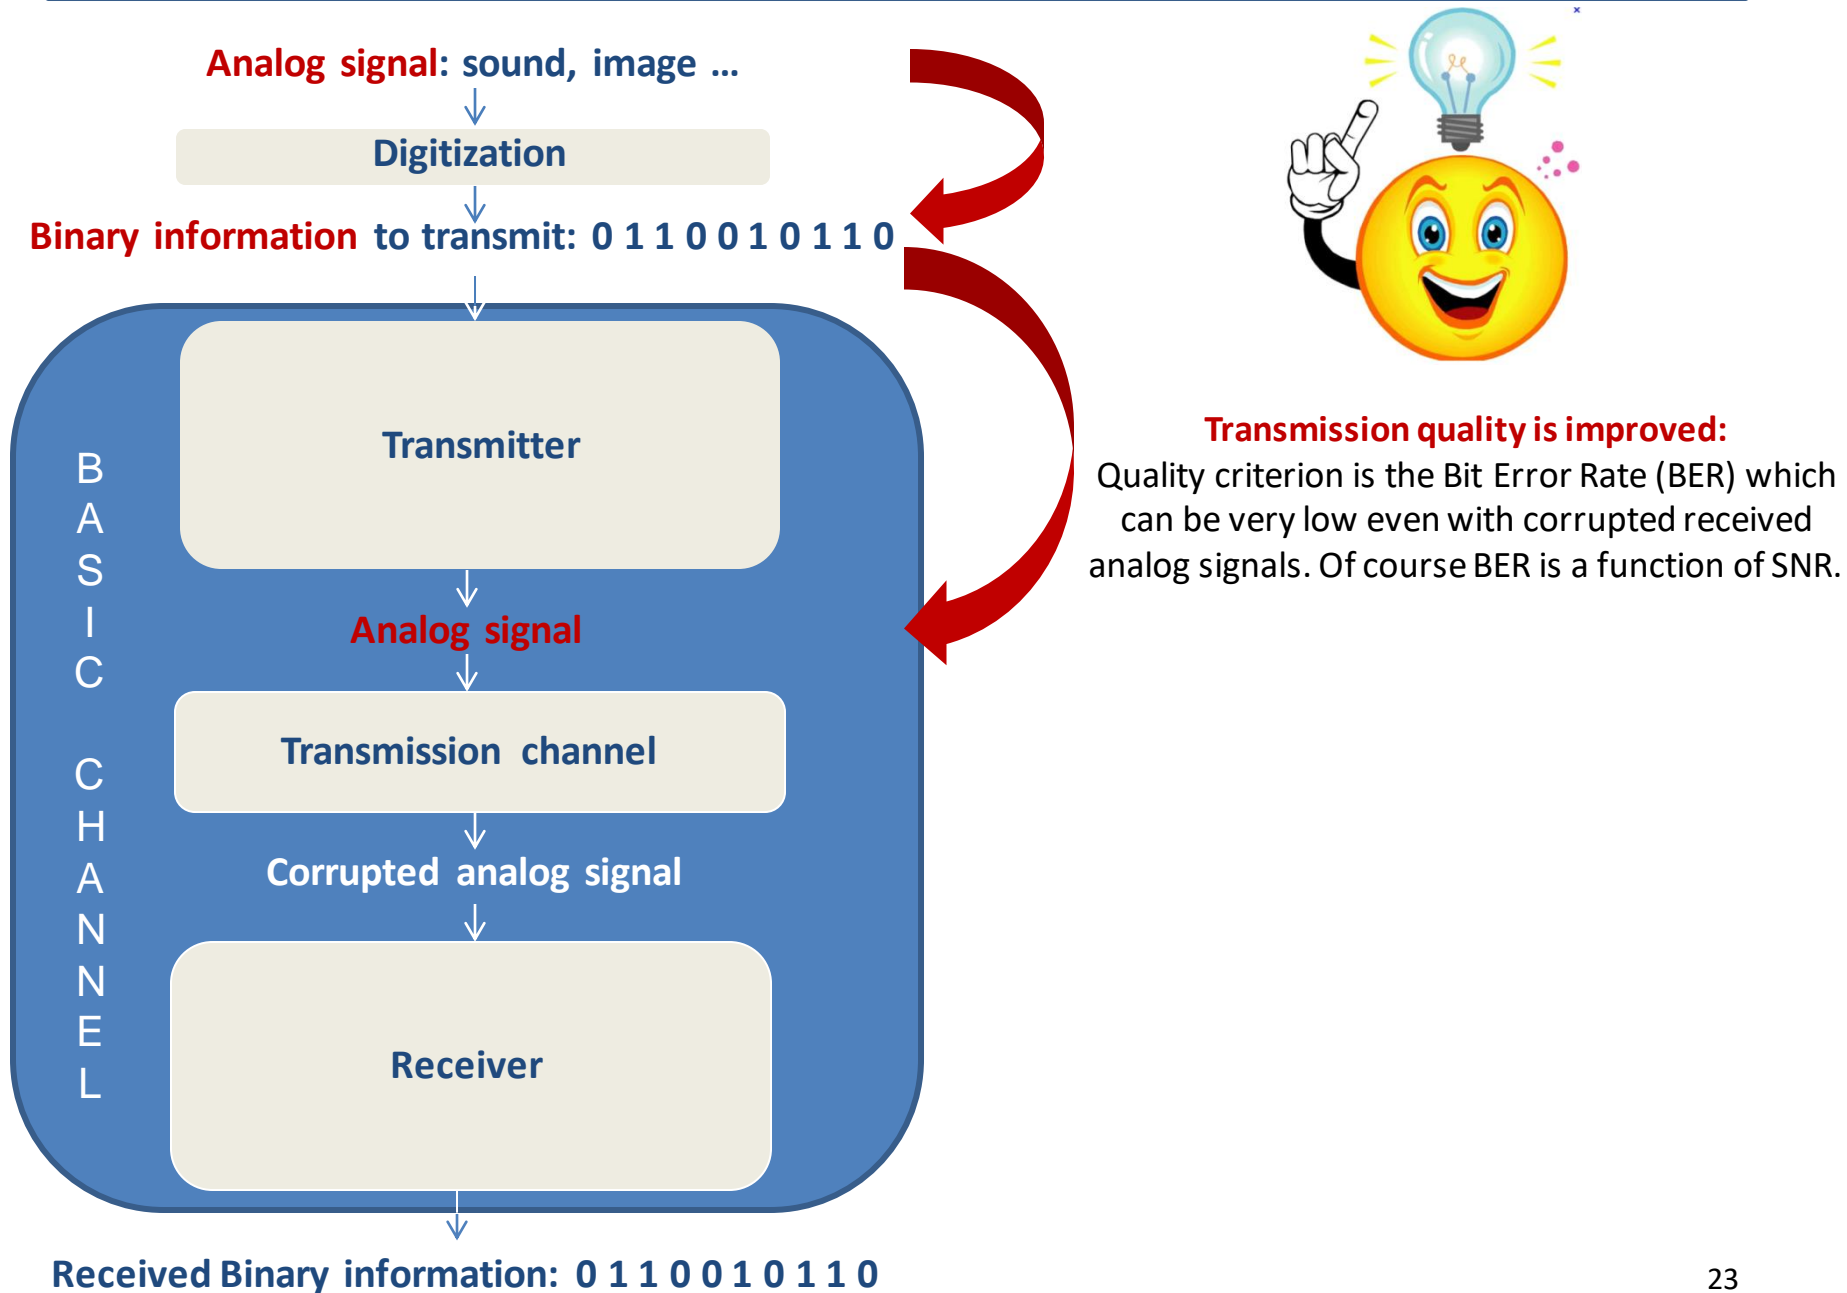 Analog signal: sound, image ...
Digitization
Binary information to transmit: 0 1 1 0 0 1 0 1 1 0
BASIC CHANNEL
Transmitter
Analog signal
Transmission channel
Corrupted analog signal
Receiver
Received Binary information: 0 1 1 0 0 1 0 1 1 0
Transmission quality is improved:
Quality criterion is the Bit Error Rate (BER) which
can be very low even with corrupted received
analog signals. Of course BER is a function of SNR.
23